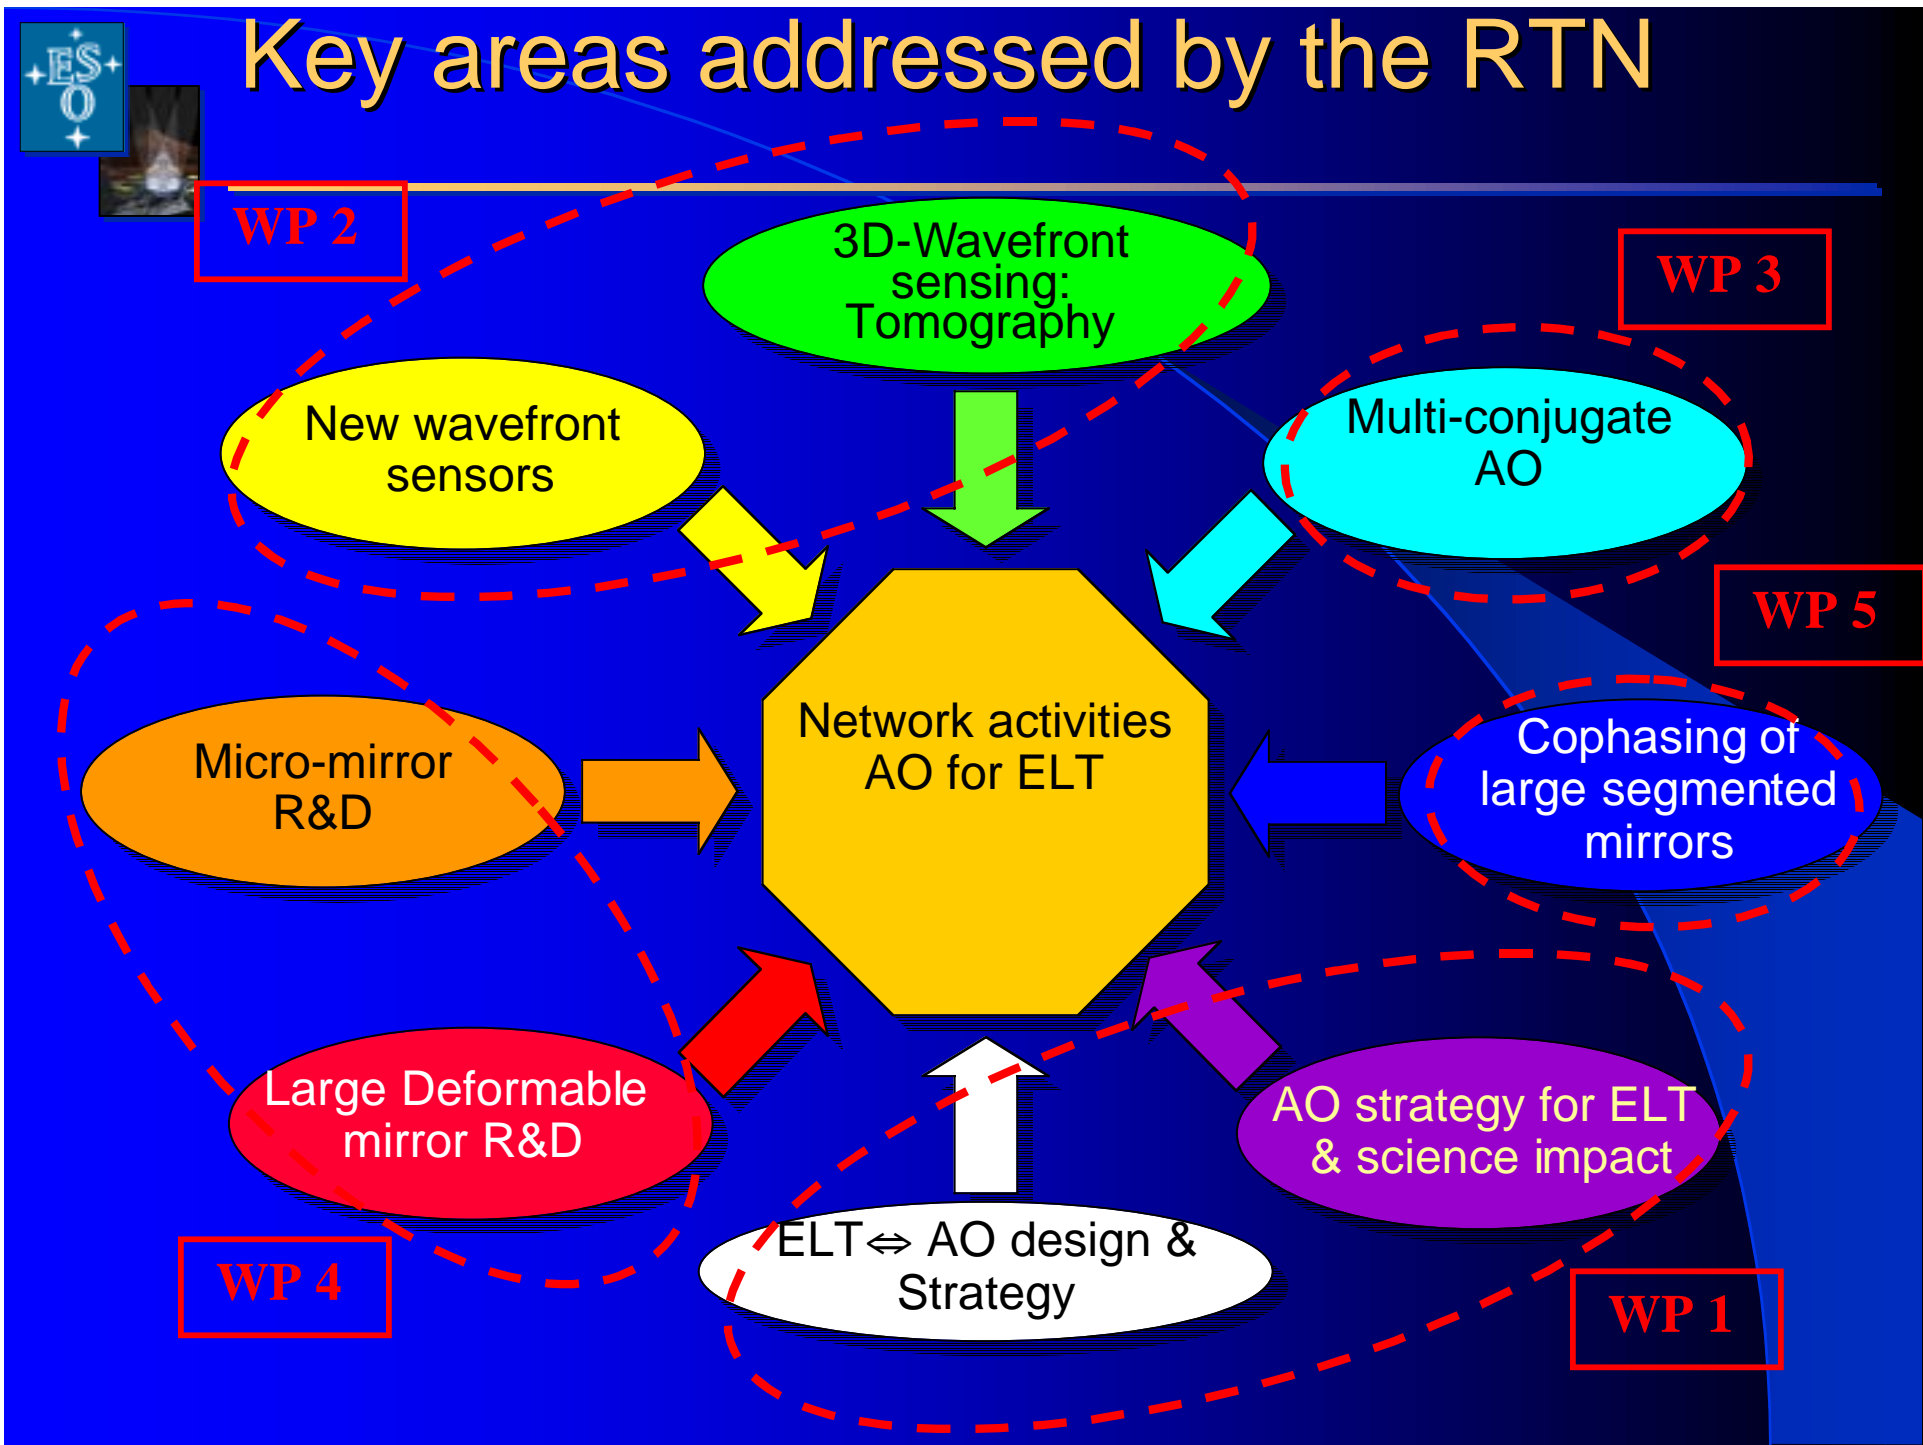 Key areas addressed by the RTN
ES
O
WP 2
3D-Wavefront
sensing:
Tomography
WP 3
New wavefront
sensors
Multi-conjugate
AO
WP 5
Network activities
AO for ELT
Micro-mirror
R&D
Cophasing of
large segmented
mirrors
Large Deformable
mirror R&D
AO strategy for ELT
& science impact
ELT⇔ AO design &
Strategy
WP 4
WP 1